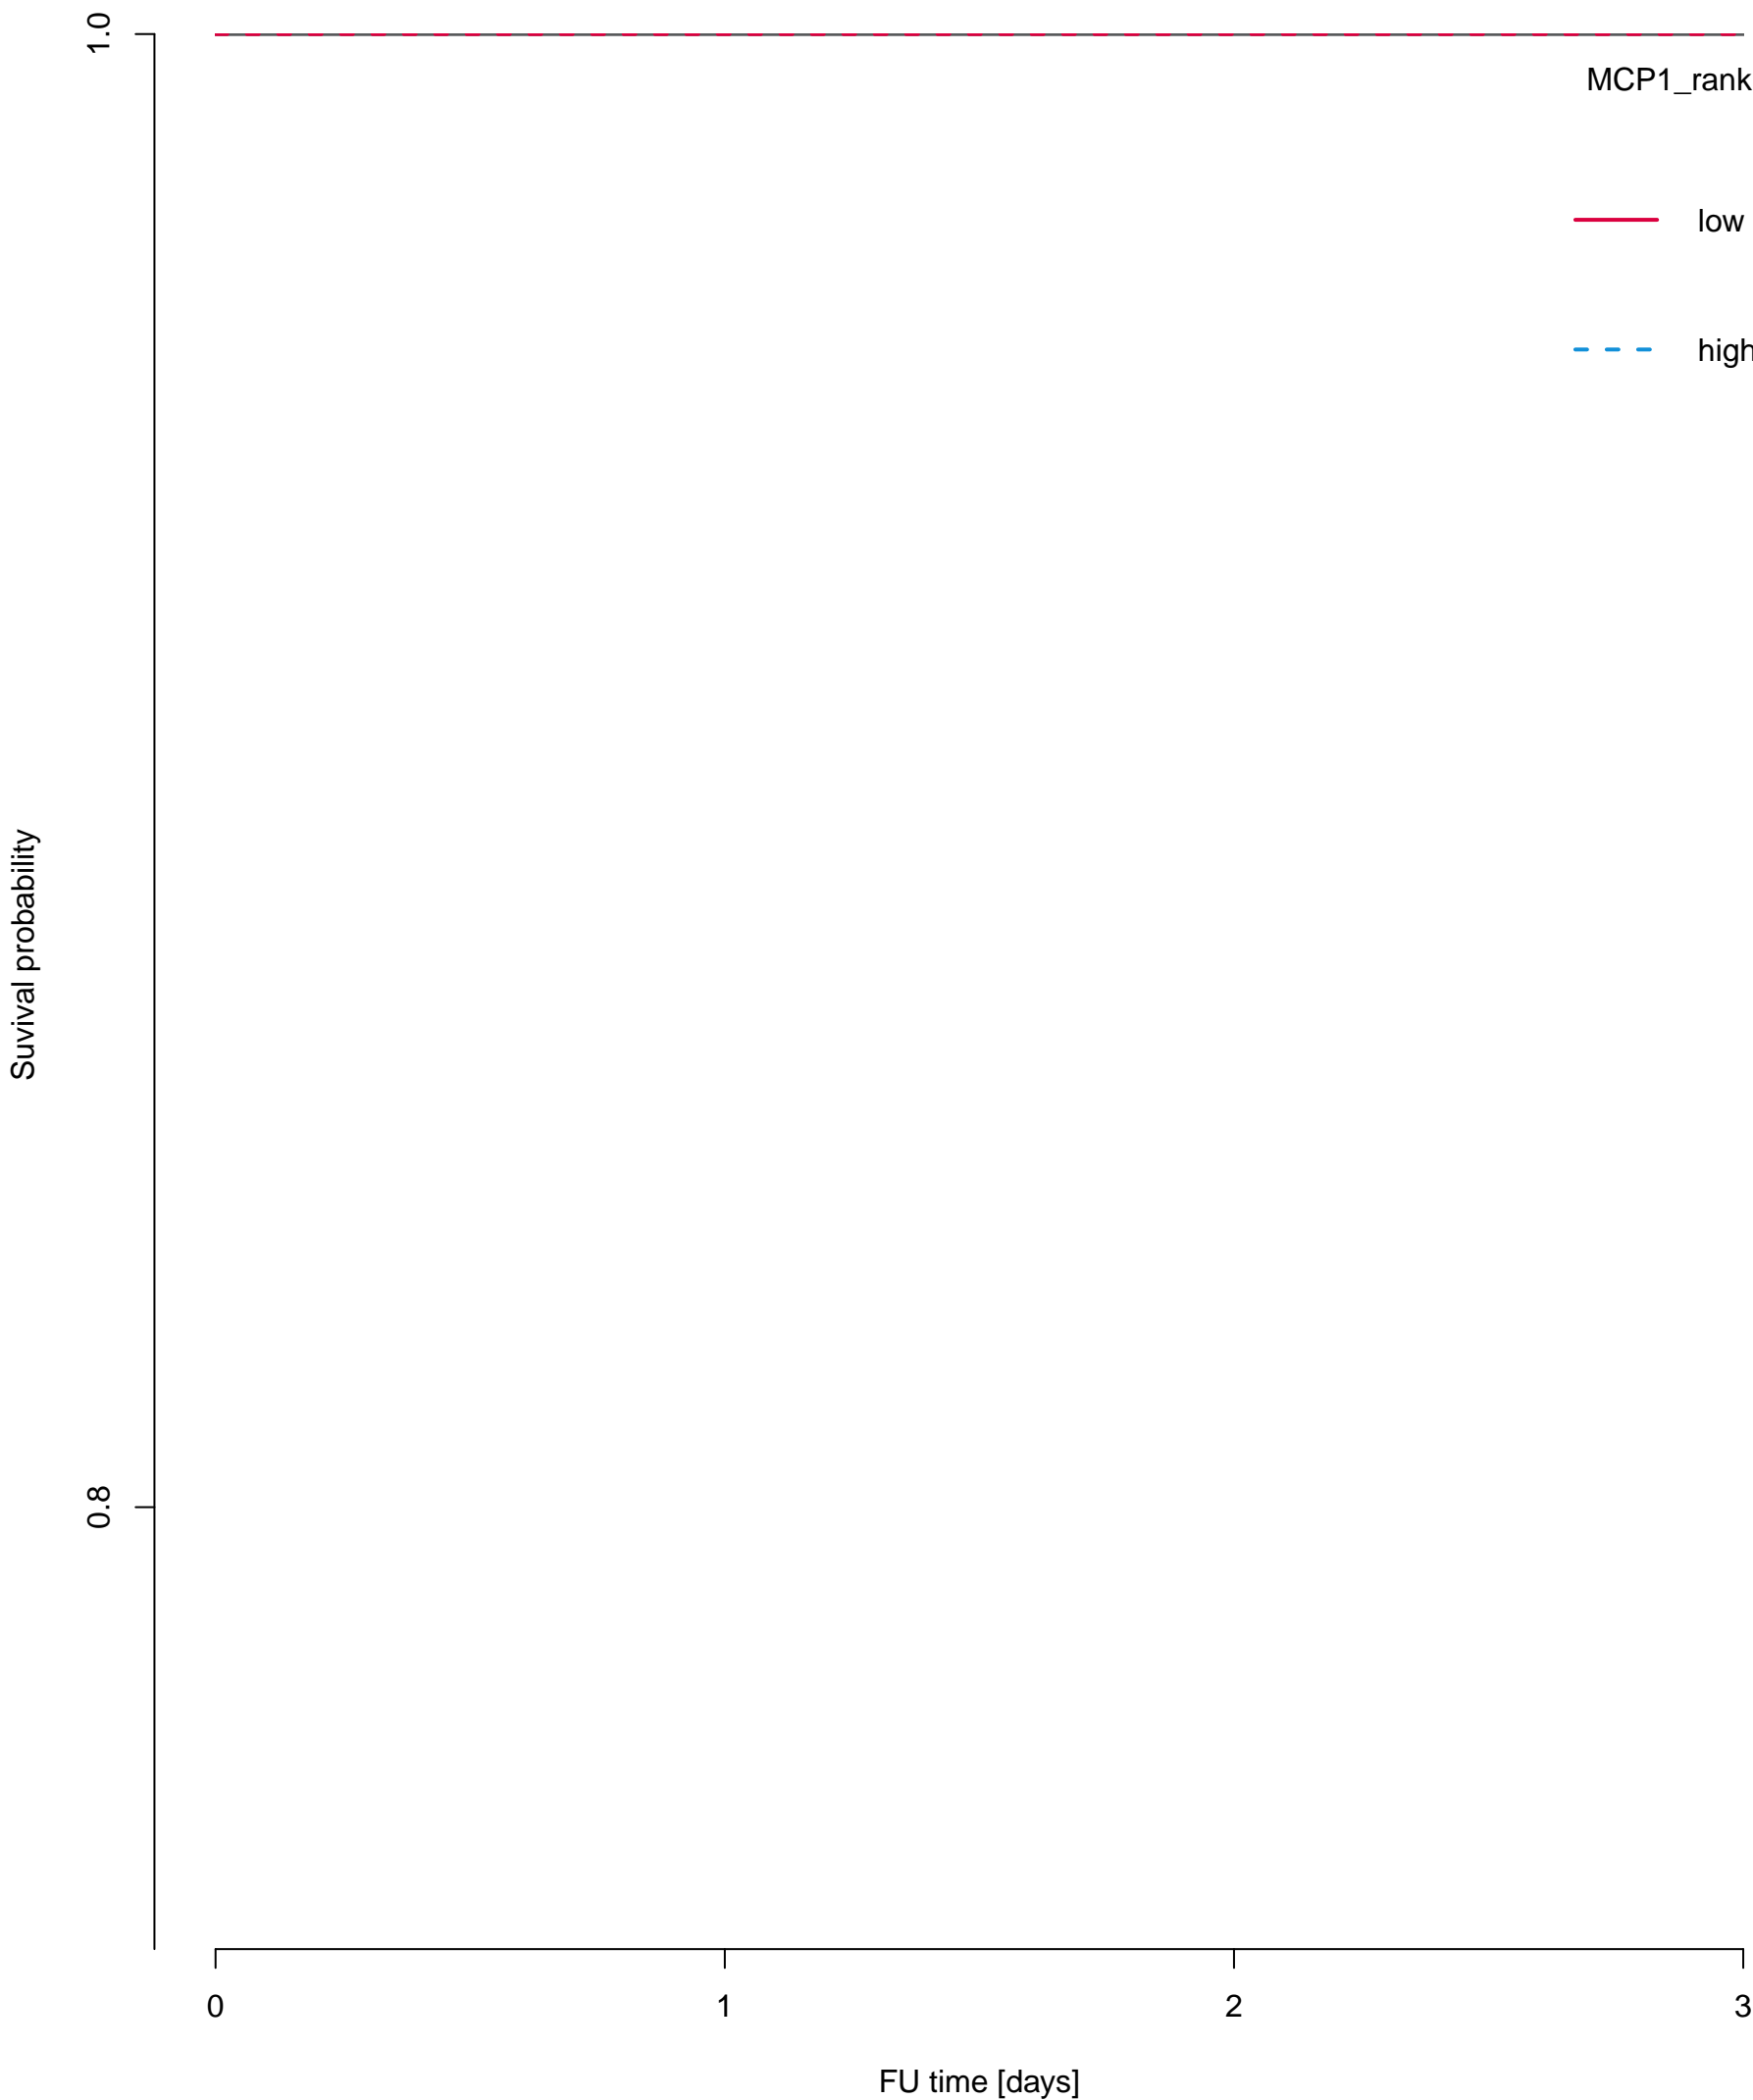 1.0
MCP1_rank
low
high
Suvival probability
0.8
0 1 2 3
FU time [days]